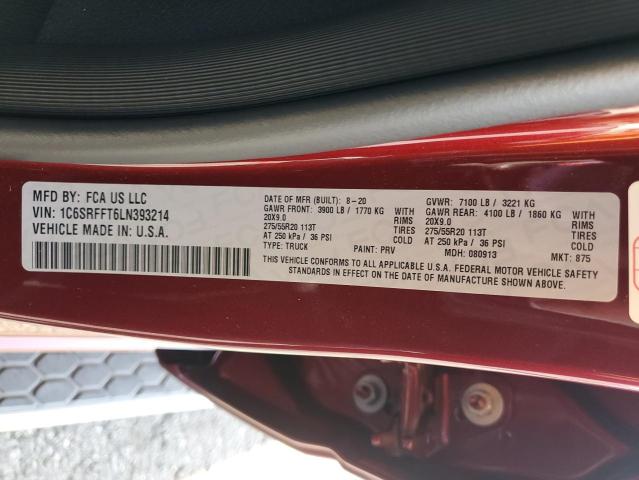 MFD BY: FCA US LLC
VIN: 1C6SRFFT6LN393214
VEHICLE MADE IN: U.S.A.
DATE OF MFR (BUILT): 8-20 GVWR: 7100 LB / 3221 KG
GAWR FRONT: 3900 LB / 1770 KG WITH GAWR REAR: 4100 LB / 1860 KG WITH
20X9.0 RIMS 20X9.0 RIMS
275/55R20 113T TIRES 275/55R20 113T TIRES
AT 250 kPa / 36 PSI COLD AT 250 kPa / 36 PSI COLD
TYPE: TRUCK PAINT: PRV MDH: 080913 MKT: 875
THIS VEHICLE CONFORMS TO ALL APPLICABLE U.S.A. FEDERAL MOTOR VEHICLE SAFETY
STANDARDS IN EFFECT ON THE DATE OF MANUFACTURE SHOWN ABOVE.